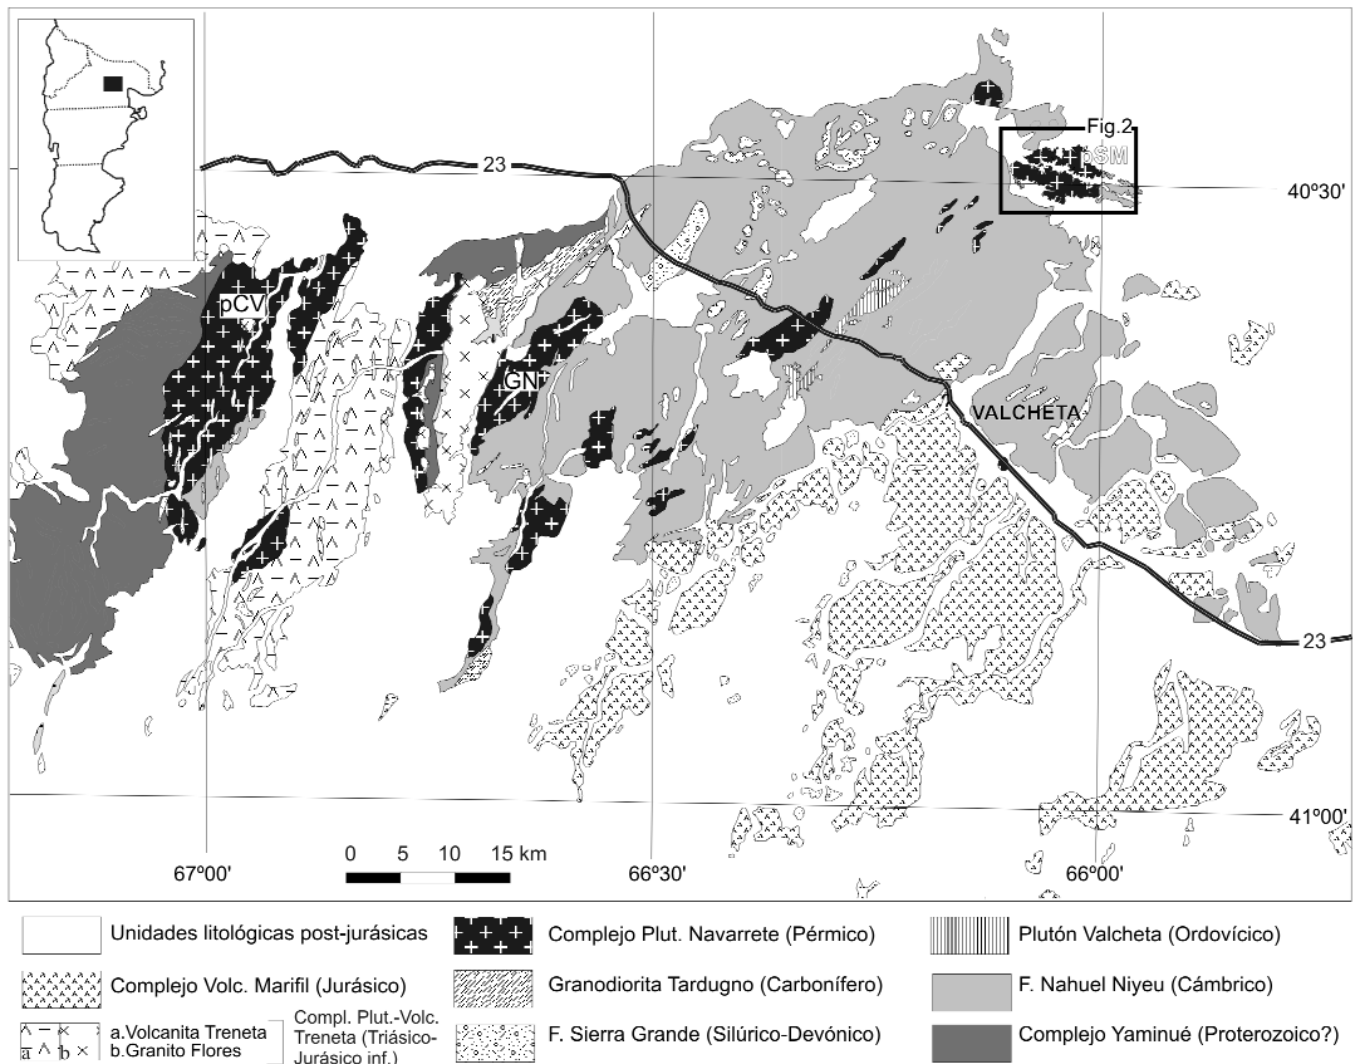 Fig.2
pSM
23
40º30'
pCV
GN
VALCHETA
23
41º00'
0 5 10 15 km
67º00'
66º30'
66º00'
Unidades litológicas post-jurásicas
Complejo Volc. Marifil (Jurásico)
a b
a.Volcanita Treneta
b.Granito Flores
Compl. Plut.-Volc.
Treneta (Triásico-
Jurásico inf.)
Complejo Plut. Navarrete (Pérmico)
Granodiorita Tardugno (Carbonífero)
F. Sierra Grande (Silúrico-Devónico)
Plutón Valcheta (Ordovícico)
F. Nahuel Niyeu (Cámbrico)
Complejo Yaminué (Proterozoico?)